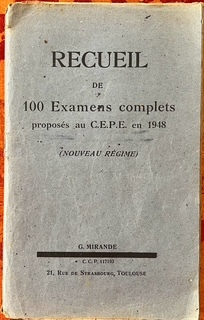 RECUEIL
DE
100 Examens complets
proposés au C.E.P.E. en 1948
(NOUVEAU RÉGIME)
G. MIRANDE
C. C. P.
21, Rue de Strasbourg, Toulouse